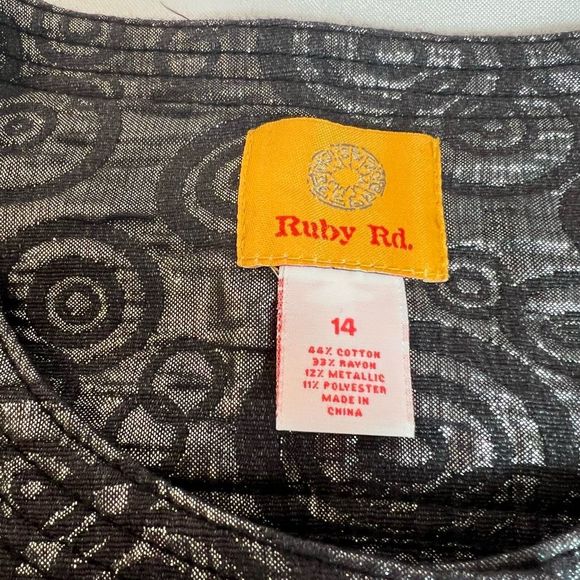 Ruby Rd.
14
44% COTTON
33% RAYON
12% METALLIC
11% POLYESTER
MADE IN
CHINA